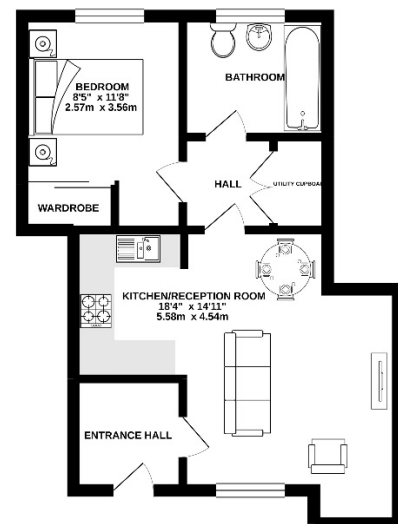 BEDROOM
8'5" x 11'8"
2.57m x 3.56m
BATHROOM
HALL
UTILITY CUPBOARD
WARDROBE
KITCHEN/RECEPTION ROOM
18'4" x 14'11"
5.58m x 4.54m
ENTRANCE HALL